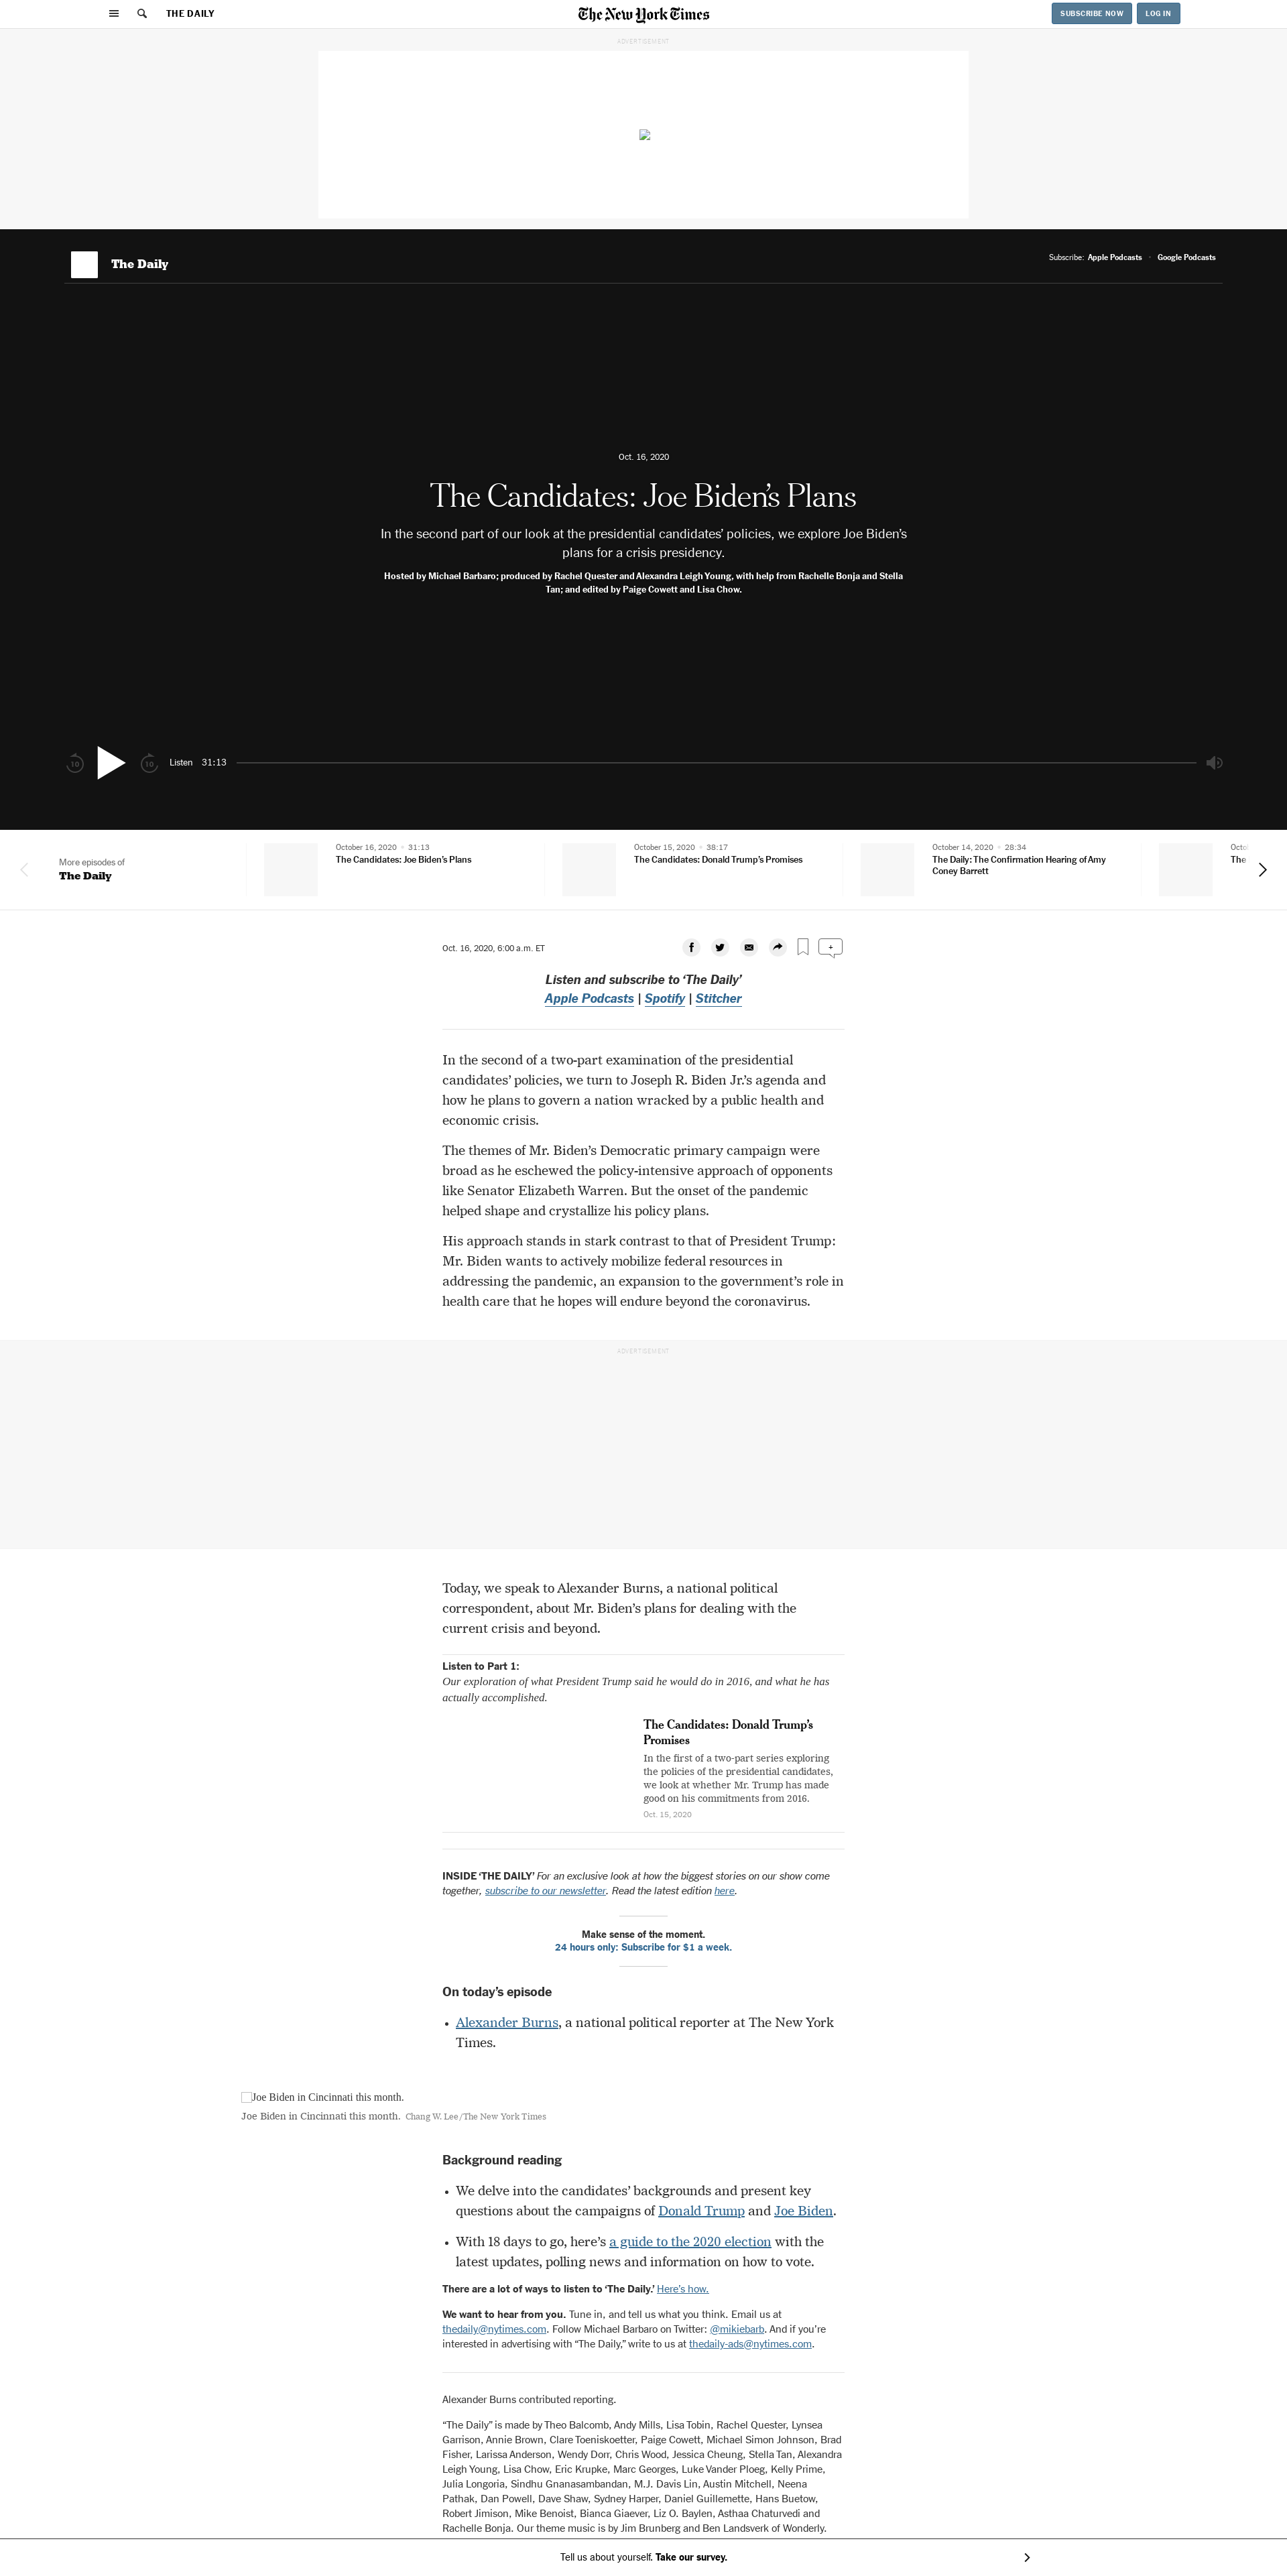 THE DAILY
The New York Times
SUBSCRIBE NOW
LOG IN
ADVERTISEMENT
The Daily
Subscribe: Apple Podcasts • Google Podcasts
Oct. 16, 2020
The Candidates: Joe Biden’s Plans
In the second part of our look at the presidential candidates’ policies, we explore Joe Biden’s
plans for a crisis presidency.
Hosted by Michael Barbaro; produced by Rachel Quester and Alexandra Leigh Young, with help from Rachelle Bonja and Stella
Tan; and edited by Paige Cowett and Lisa Chow.
10
10
Listen 31:13
More episodes of
The Daily
October 16, 2020 • 31:13
The Candidates: Joe Biden’s Plans
October 15, 2020 • 38:17
The Candidates: Donald Trump’s Promises
October 14, 2020 • 28:34
The Daily: The Confirmation Hearing of Amy
Coney Barrett
Octo
The
Oct. 16, 2020, 6:00 a.m. ET
+
Listen and subscribe to ‘The Daily’
Apple Podcasts | Spotify | Stitcher
In the second of a two-part examination of the presidential
candidates’ policies, we turn to Joseph R. Biden Jr.’s agenda and
how he plans to govern a nation wracked by a public health and
economic crisis.
The themes of Mr. Biden’s Democratic primary campaign were
broad as he eschewed the policy-intensive approach of opponents
like Senator Elizabeth Warren. But the onset of the pandemic
helped shape and crystallize his policy plans.
His approach stands in stark contrast to that of President Trump:
Mr. Biden wants to actively mobilize federal resources in
addressing the pandemic, an expansion to the government’s role in
health care that he hopes will endure beyond the coronavirus.
ADVERTISEMENT
Today, we speak to Alexander Burns, a national political
correspondent, about Mr. Biden’s plans for dealing with the
current crisis and beyond.
Listen to Part 1:
Our exploration of what President Trump said he would do in 2016, and what he has
actually accomplished.
The Candidates: Donald Trump’s
Promises
In the first of a two-part series exploring
the policies of the presidential candidates,
we look at whether Mr. Trump has made
good on his commitments from 2016.
Oct. 15, 2020
INSIDE ‘THE DAILY’ For an exclusive look at how the biggest stories on our show come
together, subscribe to our newsletter. Read the latest edition here.
Make sense of the moment.
24 hours only: Subscribe for $1 a week.
On today’s episode
• Alexander Burns, a national political reporter at The New York
Times.
Joe Biden in Cincinnati this month.
Joe Biden in Cincinnati this month. Chang W. Lee/The New York Times
Background reading
• We delve into the candidates’ backgrounds and present key
questions about the campaigns of Donald Trump and Joe Biden.
• With 18 days to go, here’s a guide to the 2020 election with the
latest updates, polling news and information on how to vote.
There are a lot of ways to listen to ‘The Daily.’ Here’s how.
We want to hear from you. Tune in, and tell us what you think. Email us at
thedaily@nytimes.com. Follow Michael Barbaro on Twitter: @mikiebarb. And if you’re
interested in advertising with “The Daily,” write to us at thedaily-ads@nytimes.com.
Alexander Burns contributed reporting.
“The Daily” is made by Theo Balcomb, Andy Mills, Lisa Tobin, Rachel Quester, Lynsea
Garrison, Annie Brown, Clare Toeniskoetter, Paige Cowett, Michael Simon Johnson, Brad
Fisher, Larissa Anderson, Wendy Dorr, Chris Wood, Jessica Cheung, Stella Tan, Alexandra
Leigh Young, Lisa Chow, Eric Krupke, Marc Georges, Luke Vander Ploeg, Kelly Prime,
Julia Longoria, Sindhu Gnanasambandan, M.J. Davis Lin, Austin Mitchell, Neena
Pathak, Dan Powell, Dave Shaw, Sydney Harper, Daniel Guillemette, Hans Buetow,
Robert Jimison, Mike Benoist, Bianca Giaever, Liz O. Baylen, Asthaa Chaturvedi and
Rachelle Bonja. Our theme music is by Jim Brunberg and Ben Landsverk of Wonderly.
Tell us about yourself. Take our survey.